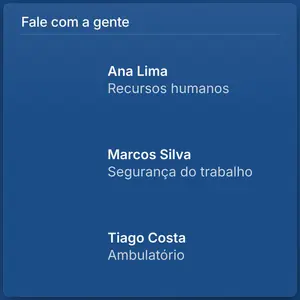 Fale com a gente
Ana Lima
Recursos humanos
Marcos Silva
Segurança do trabalho
Tiago Costa
Ambulatório